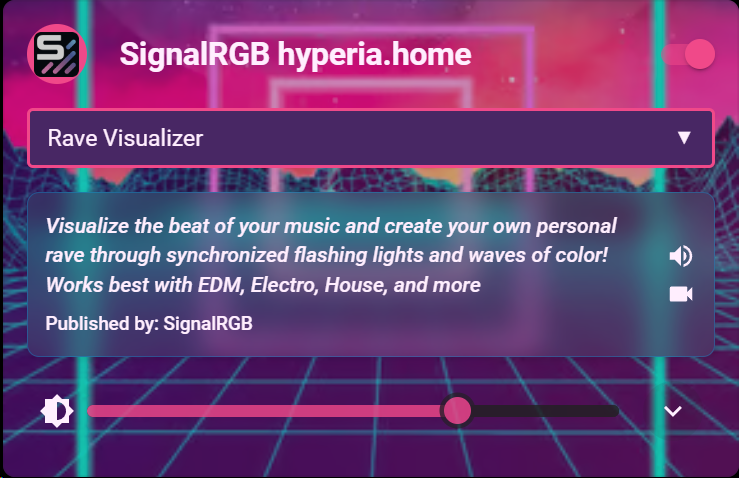 SignalRGB hyperia.home
Rave Visualizer
Visualize the beat of your music and create your own personal
rave through synchronized flashing lights and waves of color!
Works best with EDM, Electro, House, and more
Published by: SignalRGB